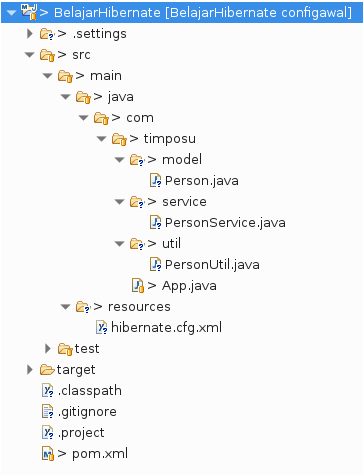 > BelajarHibernate [BelajarHibernate configawal]
> .settings
> src
> main
> java
> com
> timposu
> model
Person.java
> service
PersonService.java
> util
PersonUtil.java
> App.java
> resources
hibernate.cfg.xml
test
target
.classpath
.gitignore
.project
> pom.xml